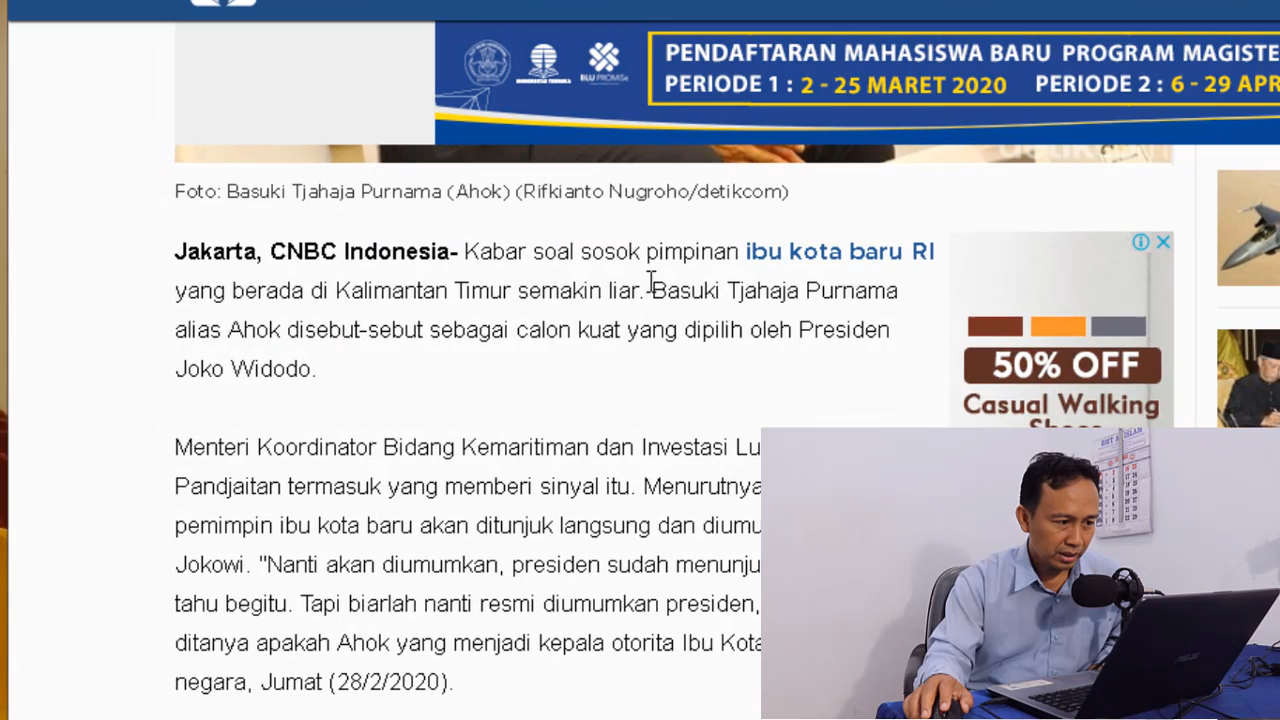 PENDAFTARAN MAHASISWA BARU PROGRAM
PERIODE 1 : 2 - 25 MARET 2020 PERIODE 2 : 6 - 29
Foto: Basuki Tjahaja Purnama (Ahok) (Rifkianto Nugroho/detikcom)
Jakarta, CNBC Indonesia- Kabar soal sosok pimpinan ibu kota baru RI
yang berada di Kalimantan Timur semakin liar. Basuki Tjahaja Purnama
alias Ahok disebut-sebut sebagai calon kuat yang dipilih oleh Presiden
Joko Widodo.
50% OFF
Casual Walking
Menteri Koordinator Bidang Kemaritiman dan Investasi
Pandjaitan termasuk yang memberi sinyal itu. Menurutnya
pemimpin ibu kota baru akan ditunjuk langsung dan
Jokowi. "Nanti akan diumumkan, presiden sudah
tahu begitu. Tapi biarlah nanti resmi diumumkan presiden,
ditanya apakah Ahok yang menjadi kepala otorita Ibu Kota
negara, Jumat (28/2/2020).